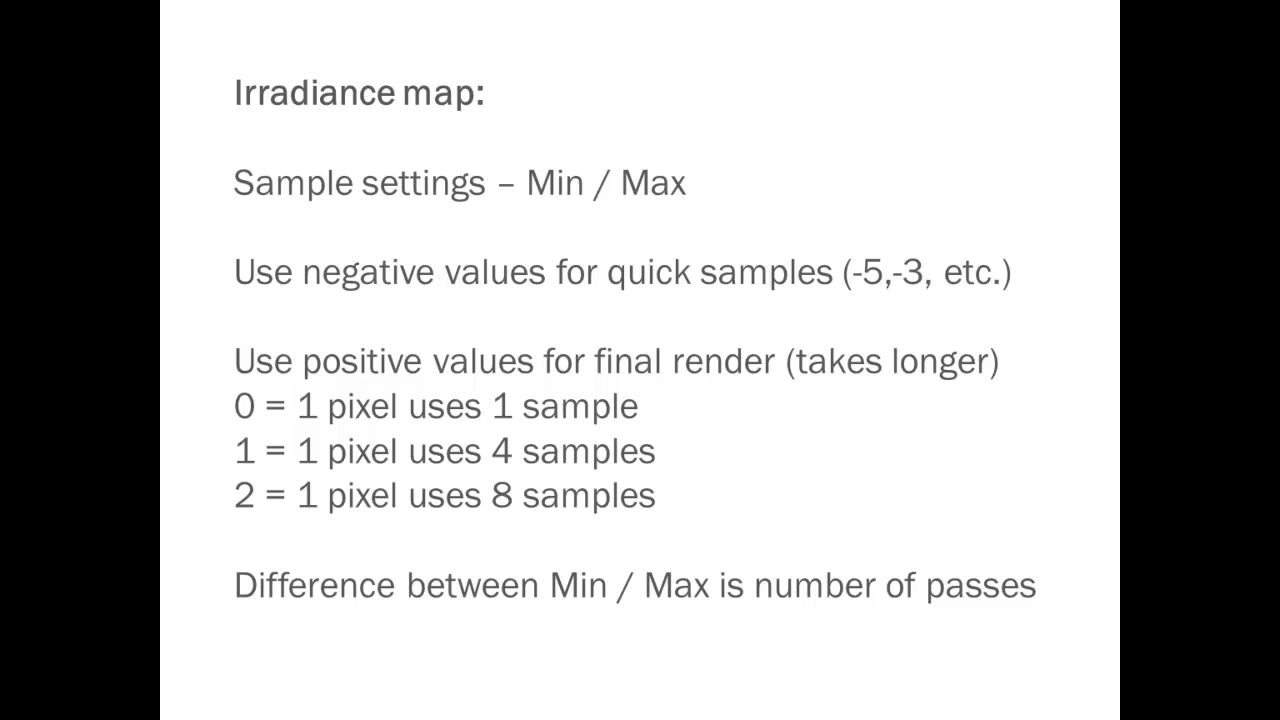 Irradiance map:
Sample settings – Min / Max
Use negative values for quick samples (-5,-3, etc.)
Use positive values for final render (takes longer)
0 = 1 pixel uses 1 sample
1 = 1 pixel uses 4 samples
2 = 1 pixel uses 8 samples
Difference between Min / Max is number of passes